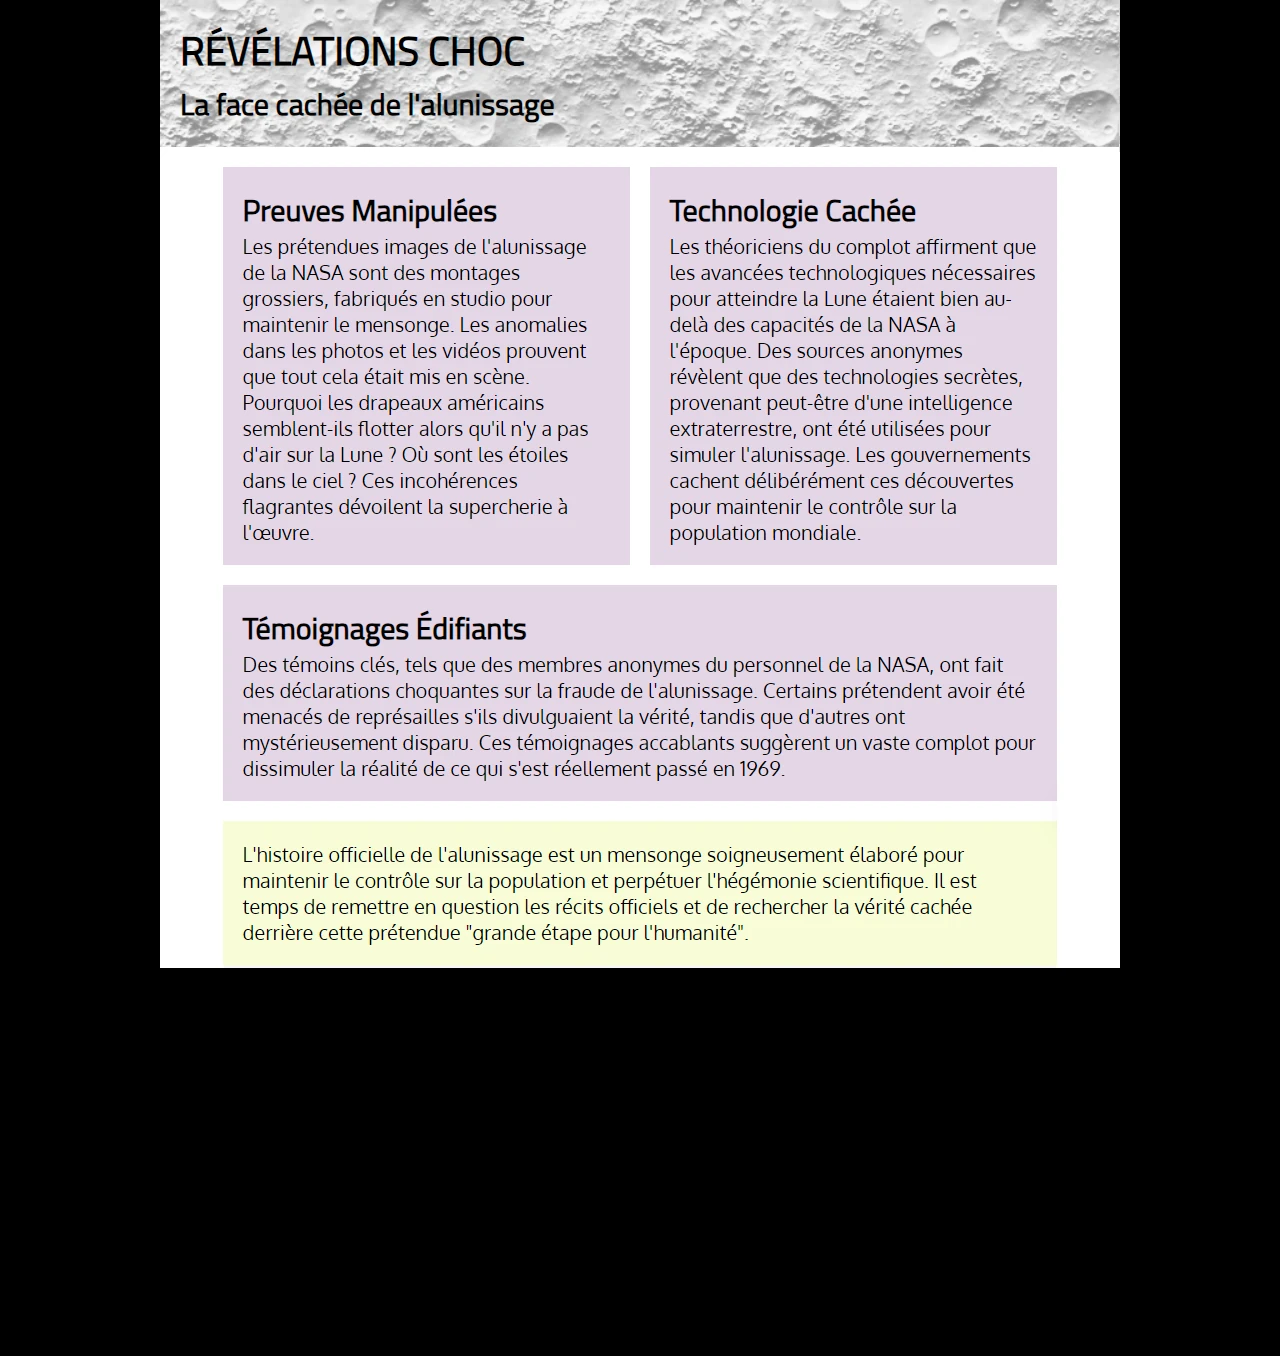 RÉVÉLATIONS CHOC
La face cachée de l'alunissage
Preuves Manipulées
Les prétendues images de l'alunissage
de la NASA sont des montages
grossiers, fabriqués en studio pour
maintenir le mensonge. Les anomalies
dans les photos et les vidéos prouvent
que tout cela était mis en scène.
Pourquoi les drapeaux américains
semblent-ils flotter alors qu'il n'y a pas
d'air sur la Lune ? Où sont les étoiles
dans le ciel ? Ces incohérences
flagrantes dévoilent la supercherie à
l'œuvre.
Technologie Cachée
Les théoriciens du complot affirment que
les avancées technologiques nécessaires
pour atteindre la Lune étaient bien au-
delà des capacités de la NASA à
l'époque. Des sources anonymes
révèlent que des technologies secrètes,
provenant peut-être d'une intelligence
extraterrestre, ont été utilisées pour
simuler l'alunissage. Les gouvernements
cachent délibérément ces découvertes
pour maintenir le contrôle sur la
population mondiale.
Témoignages Édifiants
Des témoins clés, tels que des membres anonymes du personnel de la NASA, ont fait
des déclarations choquantes sur la fraude de l'alunissage. Certains prétendent avoir été
menacés de représailles s'ils divulguaient la vérité, tandis que d'autres ont
mystérieusement disparu. Ces témoignages accablants suggèrent un vaste complot pour
dissimuler la réalité de ce qui s'est réellement passé en 1969.
L'histoire officielle de l'alunissage est un mensonge soigneusement élaboré pour
maintenir le contrôle sur la population et perpétuer l'hégémonie scientifique. Il est
temps de remettre en question les récits officiels et de rechercher la vérité cachée
derrière cette prétendue "grande étape pour l'humanité".